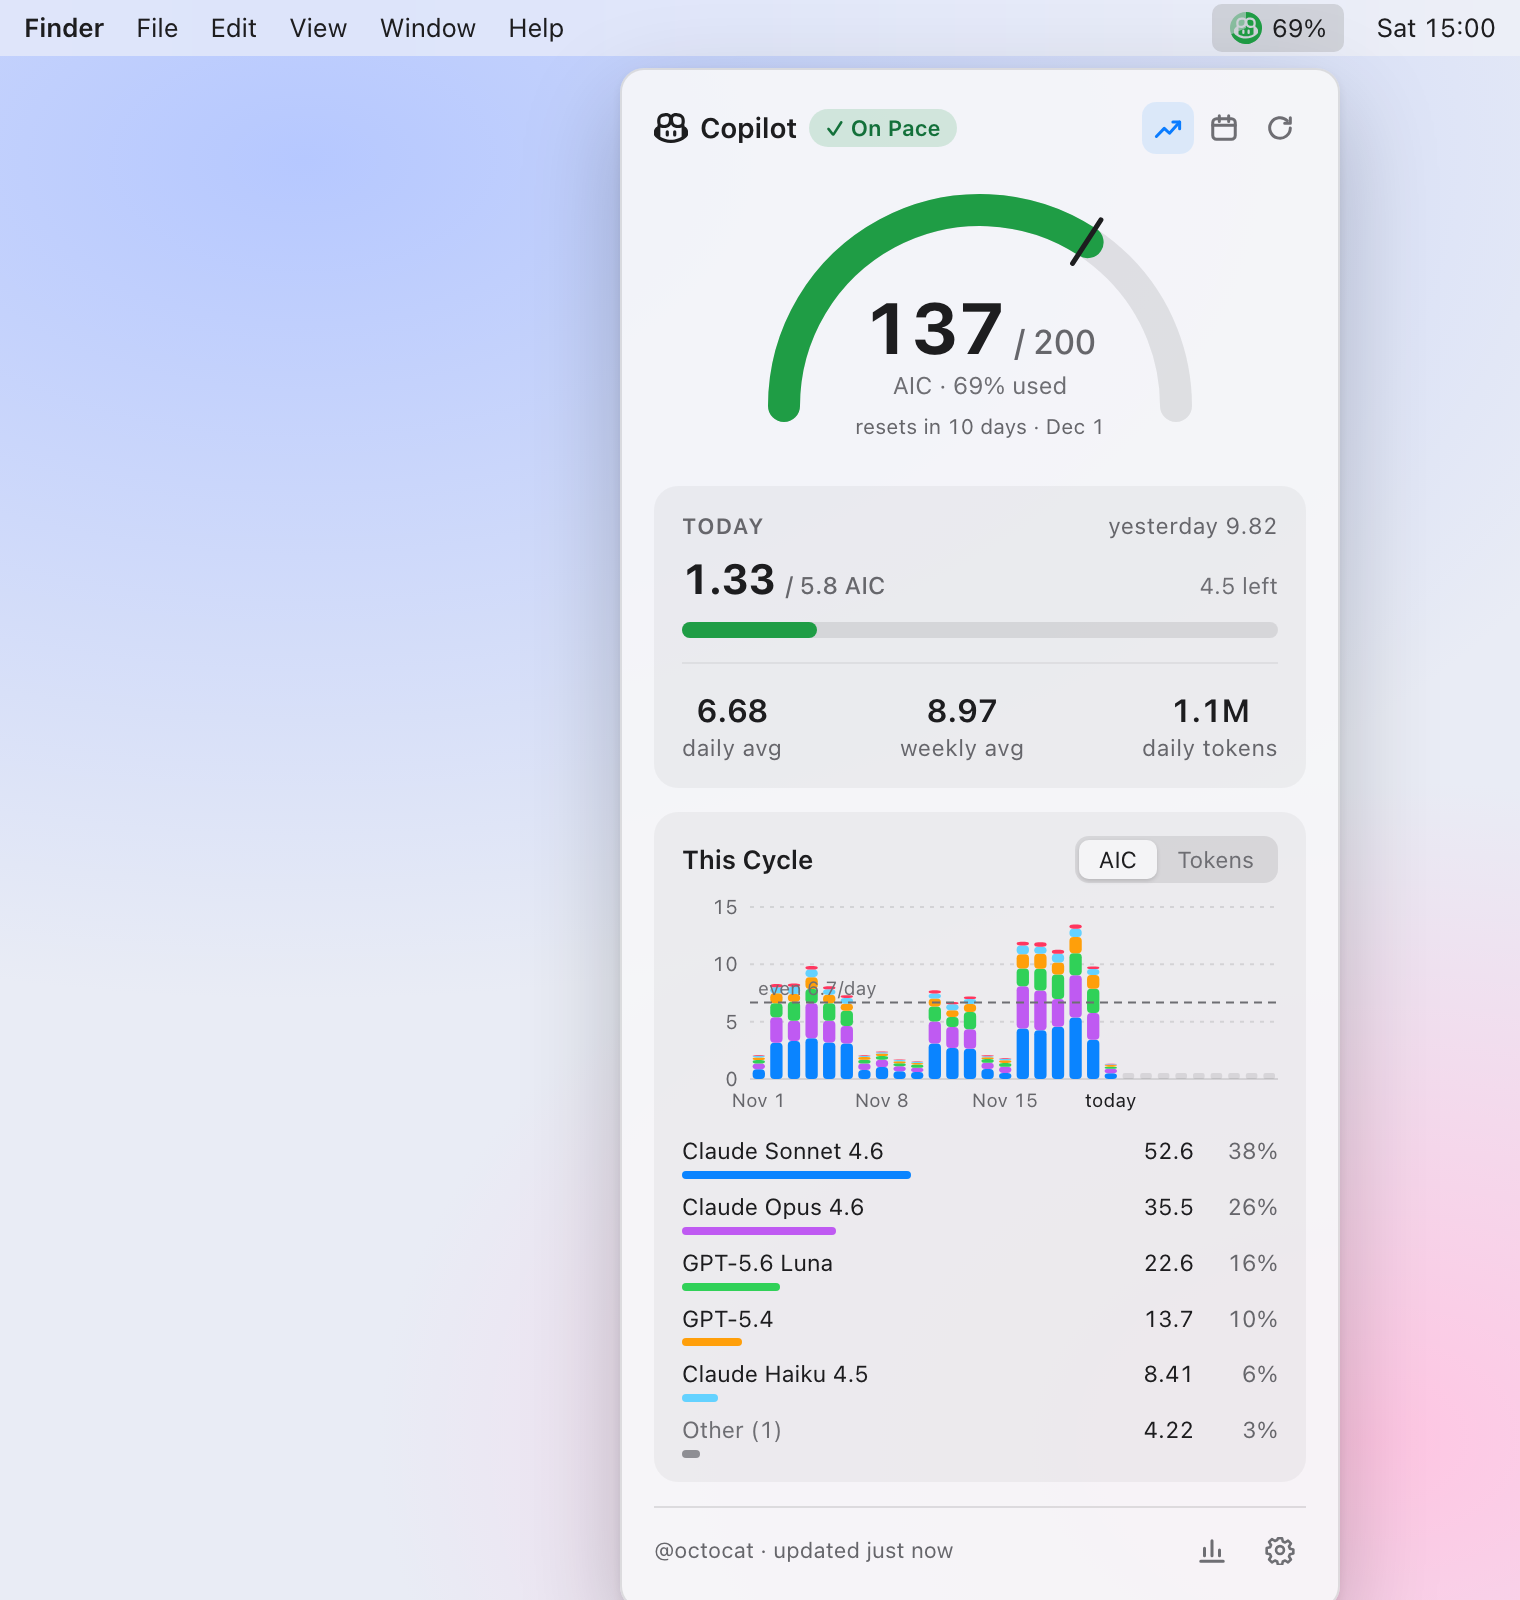 Finder File Edit View Window Help 69% Sat 15:00
Copilot On Pace
137 / 200
AIC · 69% used
resets in 10 days · Dec 1
TODAY yesterday 9.82
1.33 / 5.8 AIC 4.5 left
6.68 8.97 1.1M
daily avg weekly avg daily tokens
This Cycle AIC Tokens
15
10
even 6.7/day
5
0
Nov 1 Nov 8 Nov 15 today
Claude Sonnet 4.6 52.6 38%
Claude Opus 4.6 35.5 26%
GPT-5.6 Luna 22.6 16%
GPT-5.4 13.7 10%
Claude Haiku 4.5 8.41 6%
Other (1) 4.22 3%
@octocat · updated just now